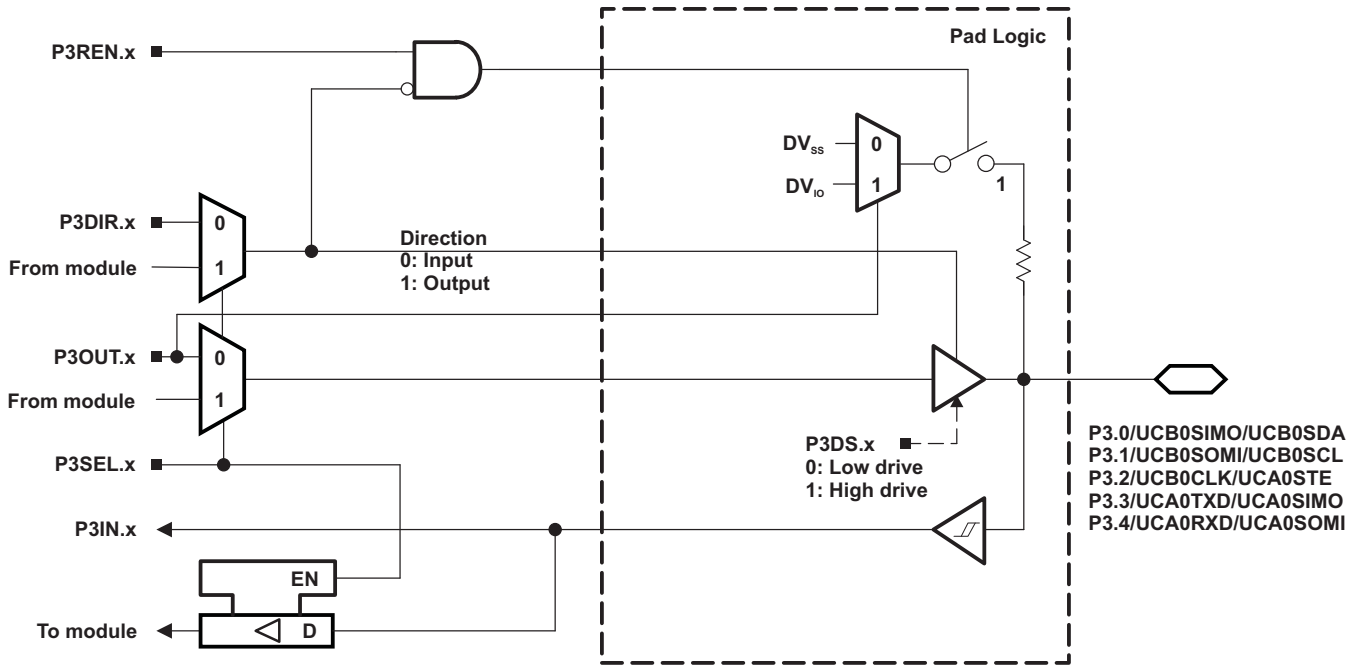 Pad Logic
P3REN.x
DVSS
0
DVIO
1
1
P3DIR.x
0
From module
1
Direction
0: Input
1: Output
P3OUT.x
0
From module
1
P3SEL.x
P3DS.x
0: Low drive
1: High drive
P3.0/UCB0SIMO/UCB0SDA
P3.1/UCB0SOMI/UCB0SCL
P3.2/UCB0CLK/UCA0STE
P3.3/UCA0TXD/UCA0SIMO
P3.4/UCA0RXD/UCA0SOMI
P3IN.x
EN
To module
D